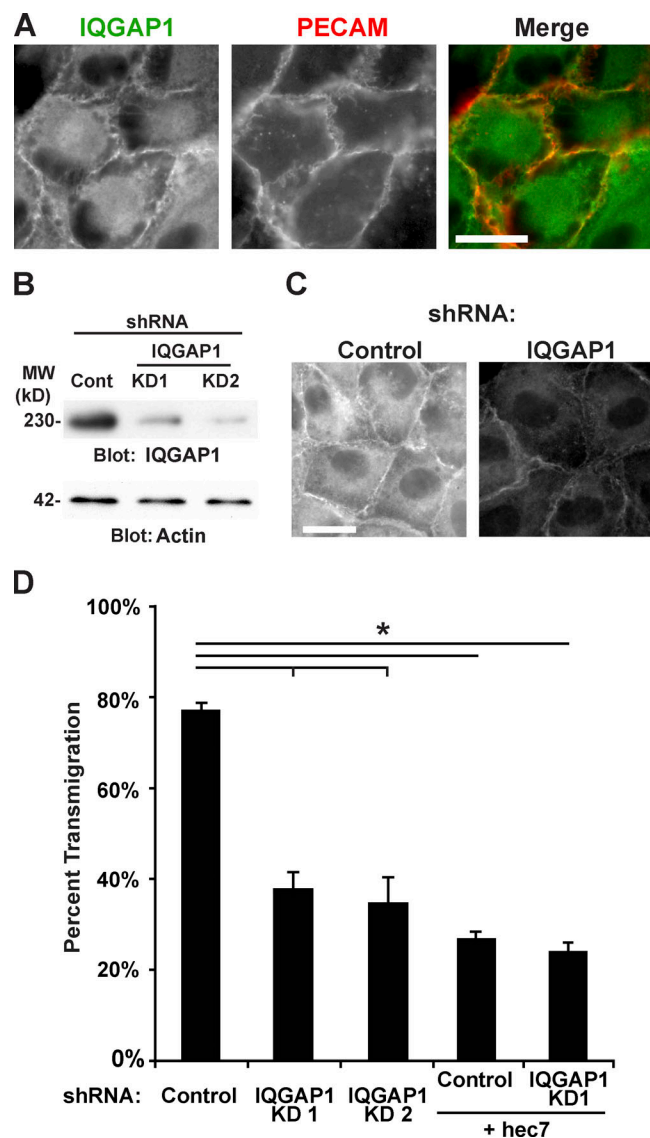 A
IQGAP1 PECAM Merge
B
shRNA
IQGAP1
MW
(kD)
Cont KD1 KD2
230-
Blot: IQGAP1
42-
Blot: Actin
C
shRNA:
Control IQGAP1
D
Percent Transmigration
100%
80%
60%
40%
20%
0%
*
shRNA: Control IQGAP1 KD 1 IQGAP1 KD 2 Control IQGAP1 KD1
+ hec7